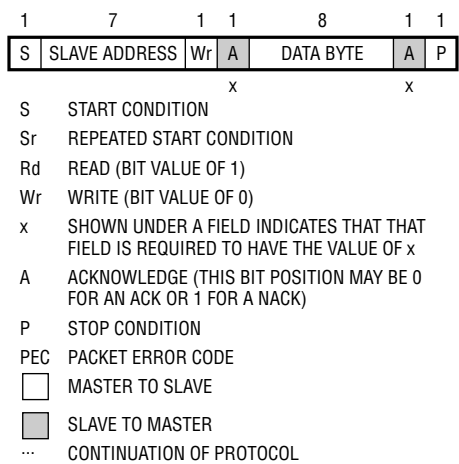 1 7 1 1 8 1 1
S SLAVE ADDRESS Wr A DATA BYTE A P
x x
S START CONDITION
Sr REPEATED START CONDITION
Rd READ (BIT VALUE OF 1)
Wr WRITE (BIT VALUE OF 0)
x SHOWN UNDER A FIELD INDICATES THAT THAT
FIELD IS REQUIRED TO HAVE THE VALUE OF x
A ACKNOWLEDGE (THIS BIT POSITION MAY BE 0
FOR AN ACK OR 1 FOR A NACK)
P STOP CONDITION
PEC PACKET ERROR CODE
MASTER TO SLAVE
SLAVE TO MASTER
... CONTINUATION OF PROTOCOL